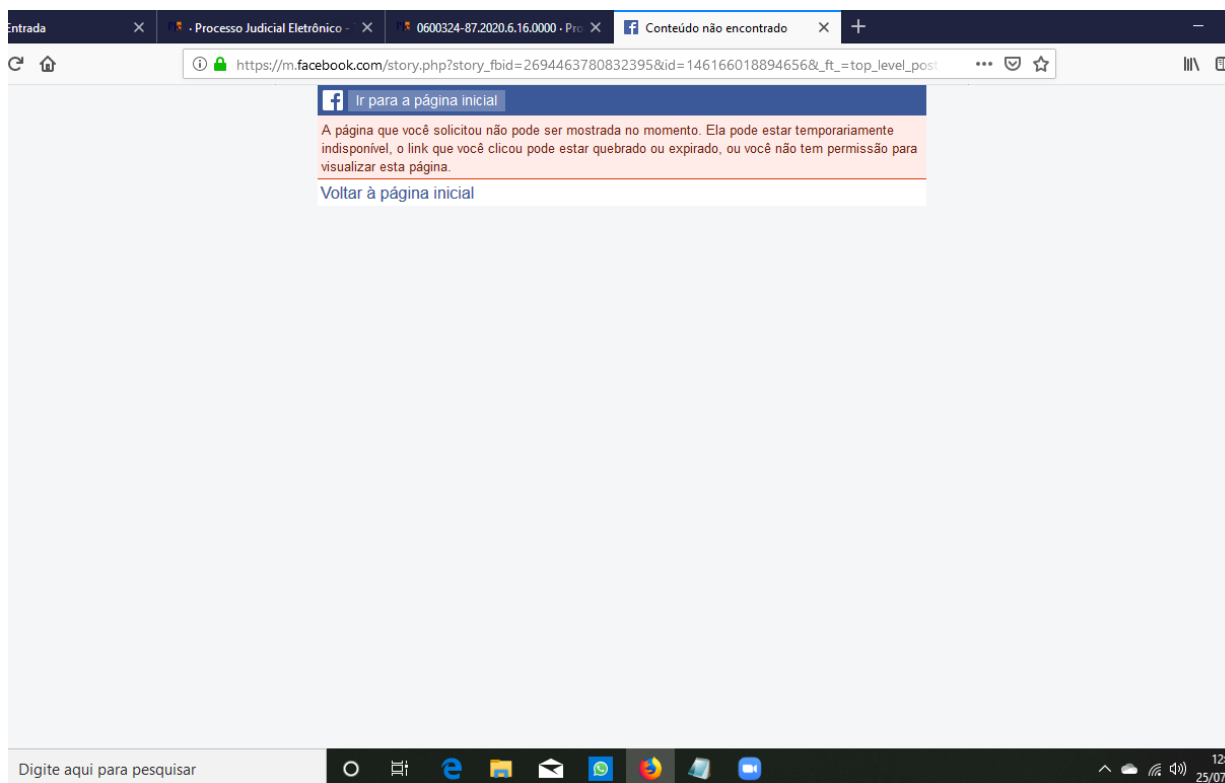 Entrada
· Processo Judicial Eletrônico -
0600324-87.2020.6.16.0000 · Pro
Conteúdo não encontrado
https://m.facebook.com/story.php?story_fbid=2694463780832395&id=146166018894656&_ft_=top_level_post
Ir para a página inicial
A página que você solicitou não pode ser mostrada no momento. Ela pode estar temporariamente
indisponível, o link que você clicou pode estar quebrado ou expirado, ou você não tem permissão para
visualizar esta página.
Voltar à página inicial
Digite aqui para pesquisar
12
25/07